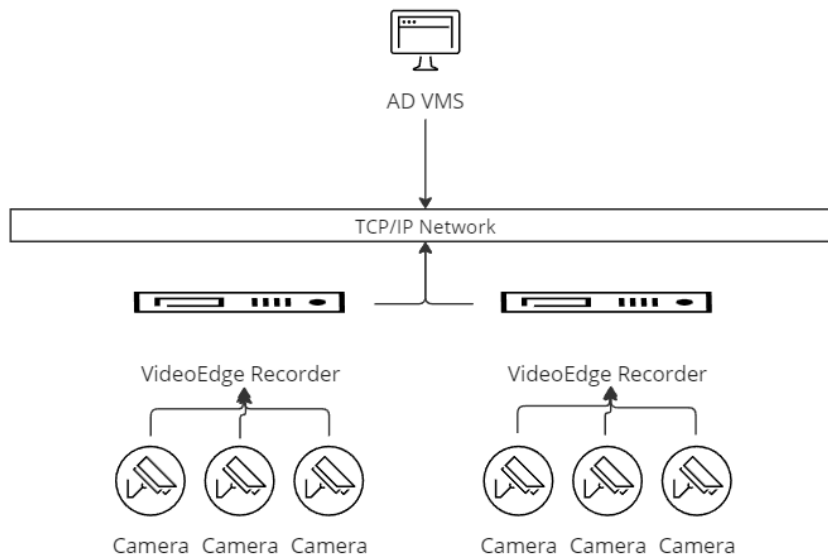 AD VMS
TCP/IP Network
VideoEdge Recorder VideoEdge Recorder
Camera Camera Camera Camera Camera Camera